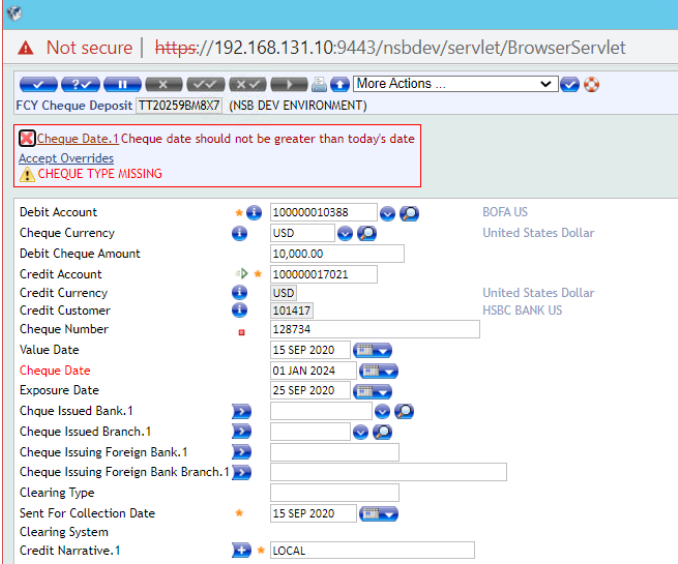 Not secure | https://192.168.131.10:9443/nsbdev/servlet/BrowserServlet
More Actions ...
FCY Cheque Deposit TT20259BM8X7 (NSB DEV ENVIRONMENT)
Cheque Date.1 Cheque date should not be greater than today's date
Accept Overrides
CHEQUE TYPE MISSING
Debit Account * 100000010388 BOFA US
Cheque Currency USD United States Dollar
Debit Cheque Amount 10,000.00
Credit Account * 100000017021
Credit Currency USD United States Dollar
Credit Customer 101417 HSBC BANK US
Cheque Number 128734
Value Date 15 SEP 2020
Cheque Date 01 JAN 2024
Exposure Date 25 SEP 2020
Chque Issued Bank.1
Cheque Issued Branch.1
Cheque Issuing Foreign Bank.1
Cheque Issuing Foreign Bank Branch.1
Clearing Type
Sent For Collection Date * 15 SEP 2020
Clearing System
Credit Narrative.1 * LOCAL